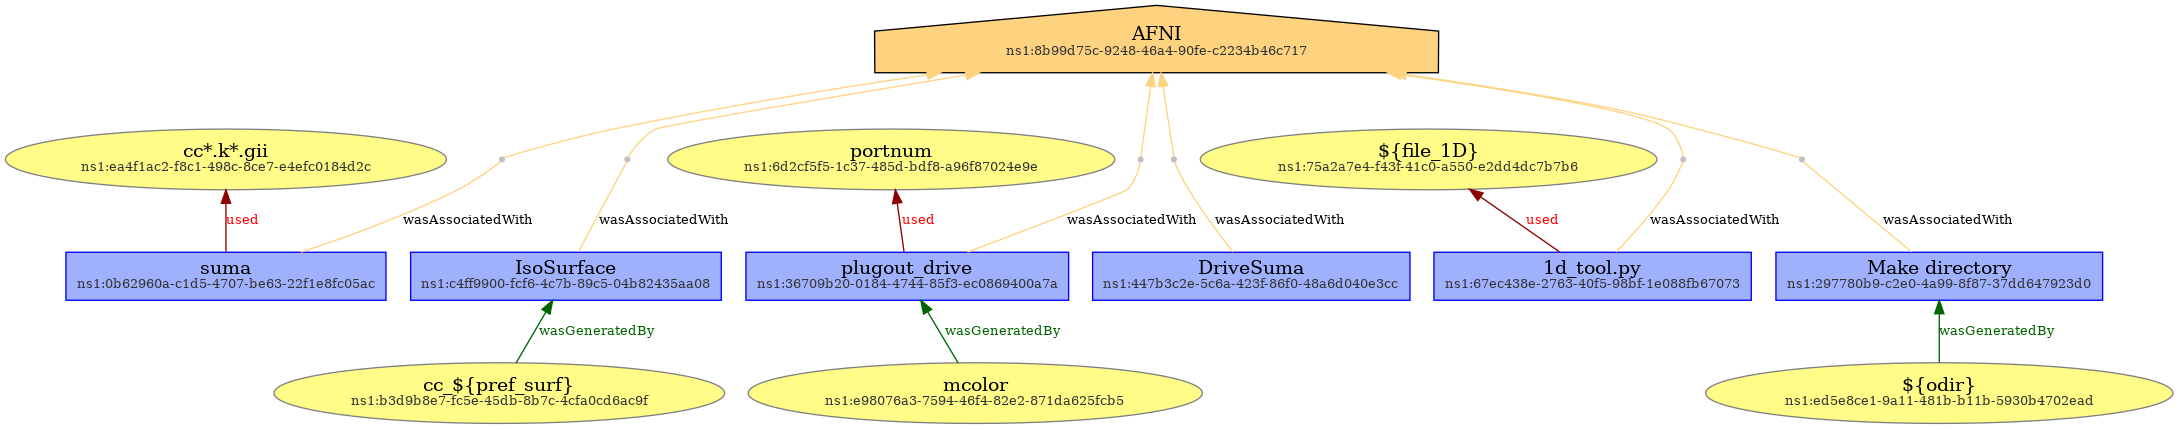 AFNI
ns1:8b99d75c-9248-46a4-90fe-c2234b46c717
cc*.k*.gii
ns1:ea4f1ac2-f8c1-498c-8ce7-e4efc0184d2c
portnum
ns1:6d2cf5f5-1c37-485d-bdf8-a96f87024e9e
${file_1D}
ns1:75a2a7e4-f43f-41c0-a550-e2dd4dc7b7b6
used
wasAssociatedWith
wasAssociatedWith
used
wasAssociatedWith
wasAssociatedWith
used
wasAssociatedWith
wasAssociatedWith
suma
ns1:0b62960a-c1d5-4707-be63-22f1e8fc05ac
IsoSurface
ns1:c4ff9900-fcf6-4c7b-89c5-04b82435aa08
plugout_drive
ns1:36709b20-0184-4744-85f3-ec0869400a7a
DriveSuma
ns1:447b3c2e-5c6a-423f-86f0-48a6d040e3cc
1d_tool.py
ns1:67ec438e-2763-40f5-98bf-1e088fb67073
Make directory
ns1:297780b9-c2e0-4a99-8f87-37dd647923d0
wasGeneratedBy
wasGeneratedBy
wasGeneratedBy
cc_${pref_surf}
ns1:b3d9b8e7-fc5e-45db-8b7c-4cfa0cd6ac9f
mcolor
ns1:e98076a3-7594-46f4-82e2-871da625fcb5
${odir}
ns1:ed5e8ce1-9a11-481b-b11b-5930b4702ead